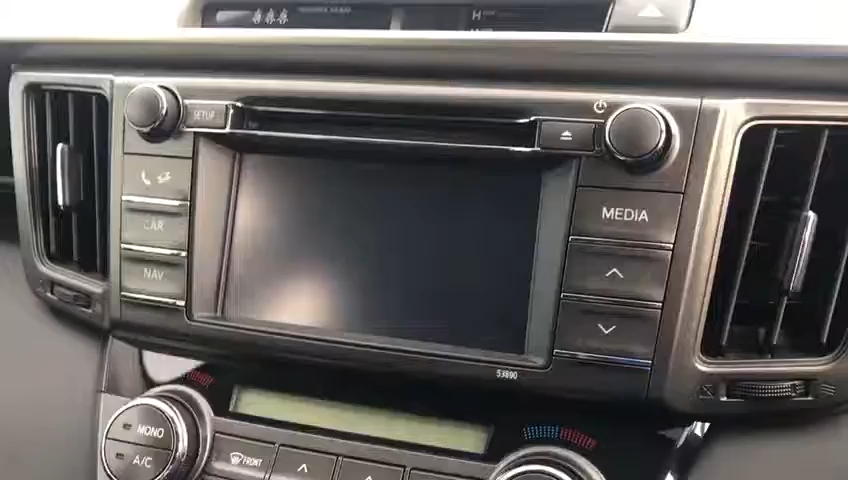 H
SETUP
MEDIA
CAR
NAV
53890
MONO
A/C
FRONT